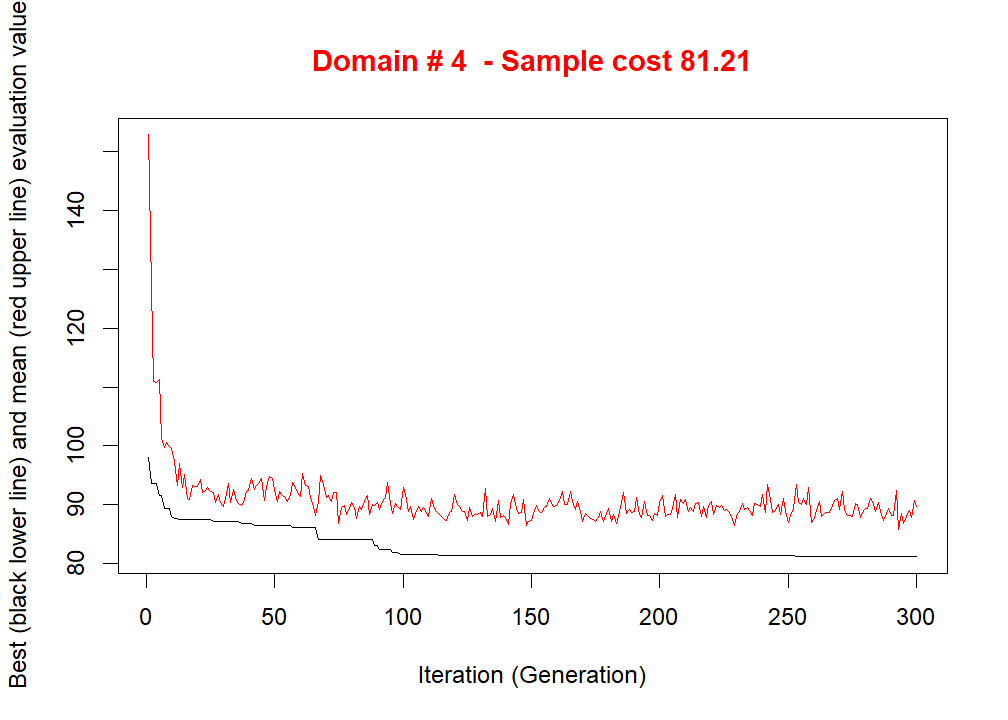 Domain # 4  - Sample cost 81.21
Best (black lower line) and mean (red upper line) evaluation value
140
120
100
90
80
0 50 100 150 200 250 300
Iteration (Generation)